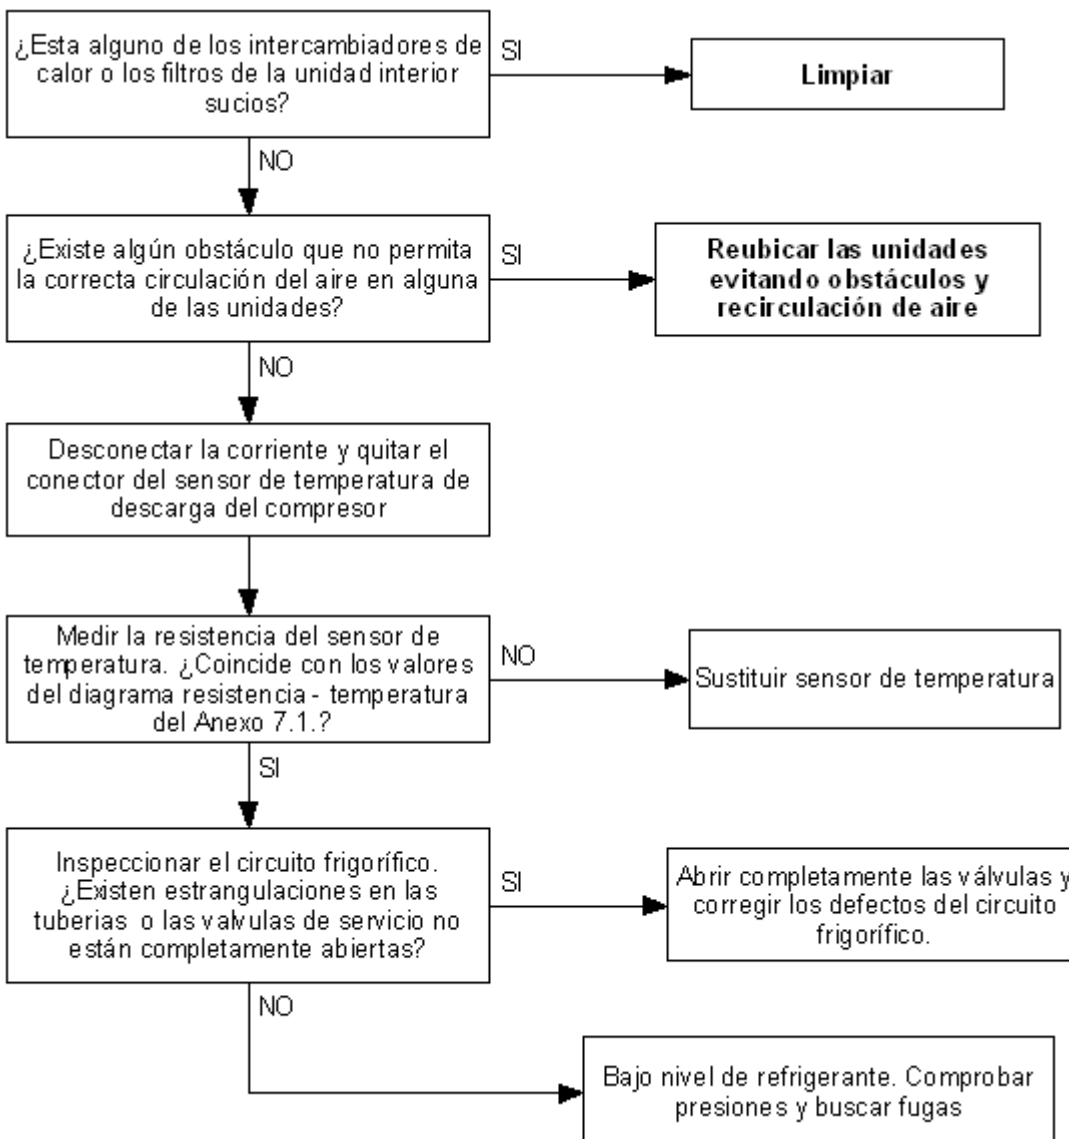 ¿Esta alguno de los intercambiadores de
calor o los filtros de la unidad interior
sucios?
SI
Limpiar
NO
¿Existe algún obstáculo que no permita
la correcta circulación del aire en alguna
de las unidades?
SI
Reubicar las unidades
evitando obstáculos y
recirculación de aire
NO
Desconectar la corriente y quitar el
conector del sensor de temperatura de
descarga del compresor
Medir la resistencia del sensor de
temperatura. ¿Coincide con los valores
del diagrama resistencia - temperatura
del Anexo 7.1.?
NO
Sustituir sensor de temperatura
SI
Inspeccionar el circuito frigorífico.
¿Existen estrangulaciones en las
tuberias o las valvulas de servicio no
están completamente abiertas?
SI
Abrir completamente las válvulas y
corregir los defectos del circuito
frigorífico.
NO
Bajo nivel de refrigerante. Comprobar
presiones y buscar fugas